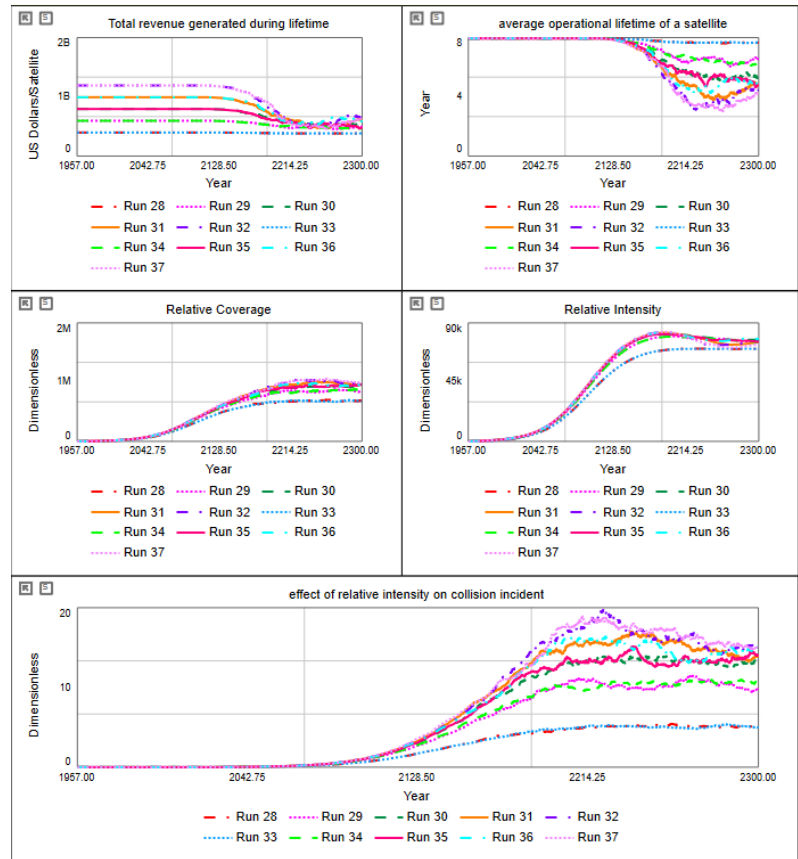 Total revenue generated during lifetime
US Dollars/Satellite
2B
1B
0
1957.00 2042.75 2128.50 2214.25 2300.00
Year
Run 28 Run 29 Run 30
Run 31 Run 32 Run 33
Run 34 Run 35 Run 36
Run 37
average operational lifetime of a satellite
Year
8
4
0
1957.00 2042.75 2128.50 2214.25 2300.00
Year
Run 28 Run 29 Run 30
Run 31 Run 32 Run 33
Run 34 Run 35 Run 36
Run 37
Relative Coverage
Dimensionless
2M
1M
0
1957.00 2042.75 2128.50 2214.25 2300.00
Year
Run 28 Run 29 Run 30
Run 31 Run 32 Run 33
Run 34 Run 35 Run 36
Run 37
Relative Intensity
Dimensionless
90k
45k
0
1957.00 2042.75 2128.50 2214.25 2300.00
Year
Run 28 Run 29 Run 30
Run 31 Run 32 Run 33
Run 34 Run 35 Run 36
Run 37
effect of relative intensity on collision incident
Dimensionless
20
10
0
1957.00 2042.75 2128.50 2214.25 2300.00
Year
Run 28 Run 29 Run 30 Run 31 Run 32
Run 33 Run 34 Run 35 Run 36 Run 37